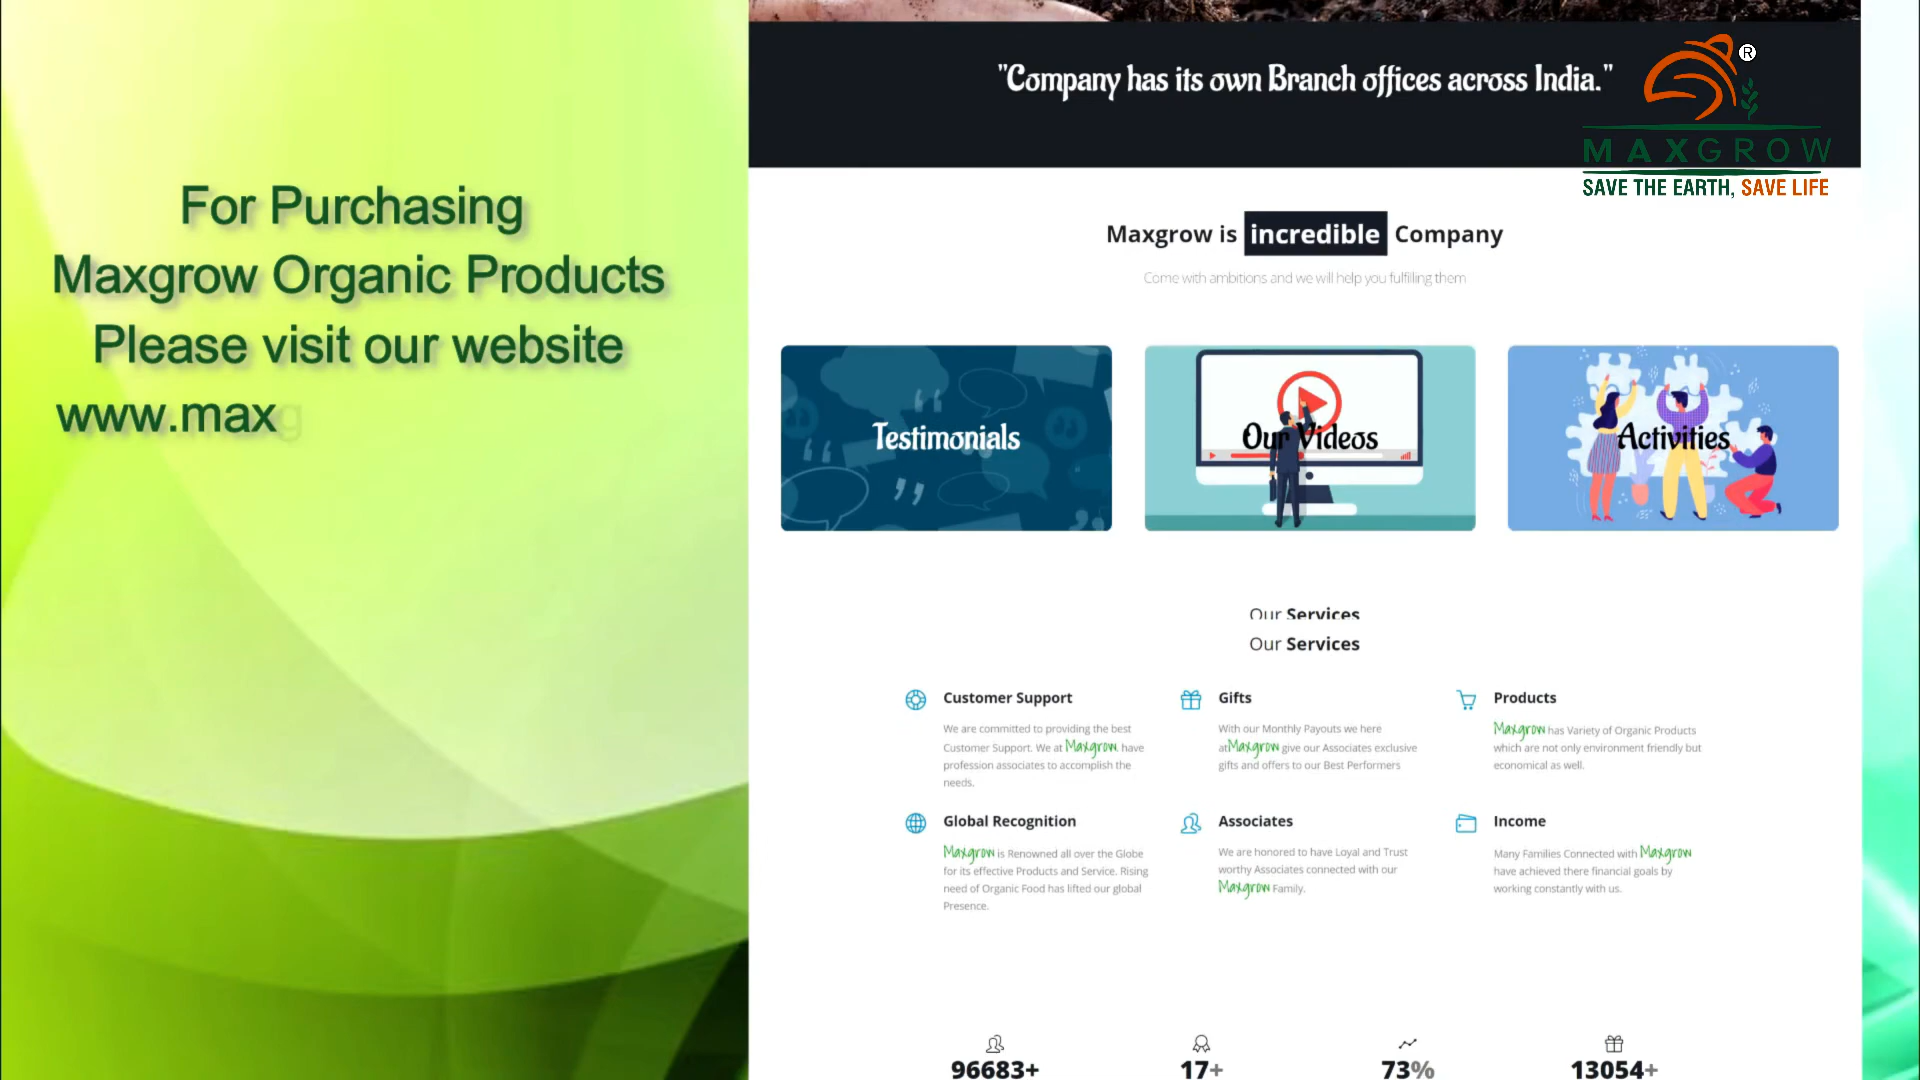 For Purchasing
Maxgrow Organic Products
Please visit our website
www.maxg
"Company has its own Branch offices across India."
®
MAXGROW
SAVE THE EARTH, SAVE LIFE
Maxgrow is incredible Company
Come with ambitions and we will help you fulfilling them
Testimonials
Our Videos
Activities
Our Services
Our Services
Customer Support
We are committed to providing the best
Customer Support. We at Maxgrow, have
profession associates to accomplish the
needs.
Gifts
With our Monthly Payouts we here
atMaxgrow give our Associates exclusive
gifts and offers to our Best Performers
Products
Maxgrow has Variety of Organic Products
which are not only environment friendly but
economical as well.
Global Recognition
Maxgrow is Renowned all over the Globe
for its effective Products and Service. Rising
need of Organic Food has lifted our global
Presence.
Associates
We are honored to have Loyal and Trust
worthy Associates connected with our
Maxgrow Family.
Income
Many Families Connected with Maxgrow
have achieved there financial goals by
working constantly with us.
96683+
17+
73%
13054+